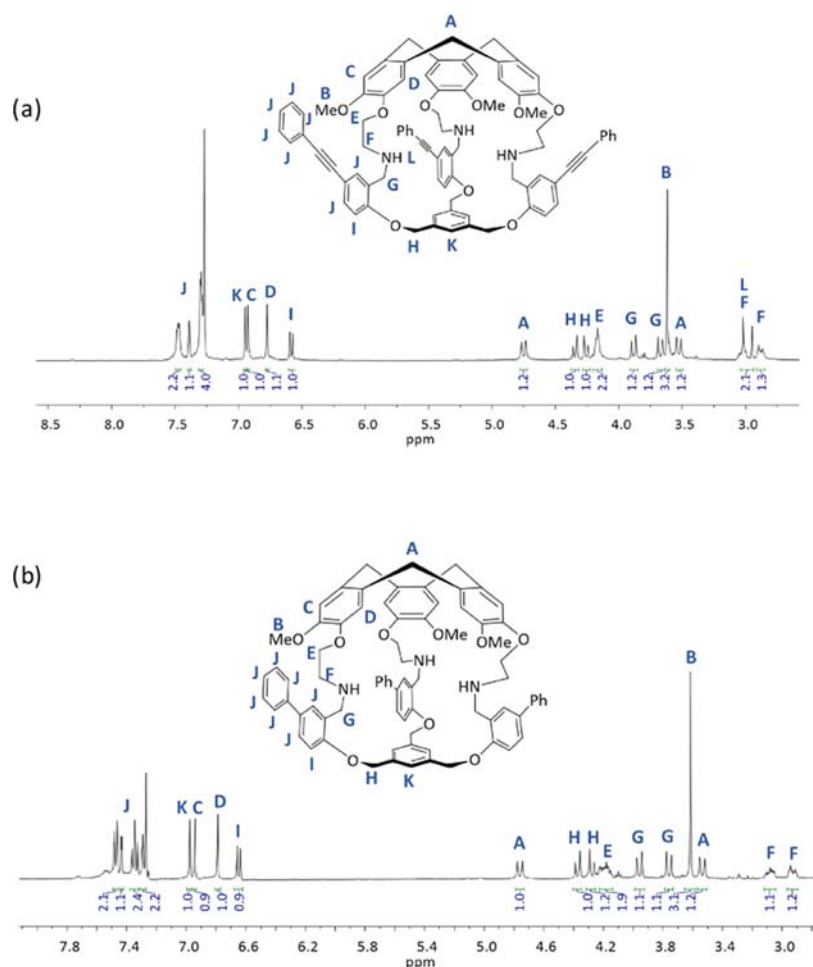 (a)
A
C
D
B
MeO
O
O
OMe
OMe
O
J
J
J
J
J
E
F
NH
J
G
Ph
L
NH
HN
Ph
J
I
O
O
O
H
K
J
K C
D
I
A
H H
E
G
G
B
A
L
F
F
2.2
1.1
4.0
1.0
1.0
1.1
1.0
1.2
1.0
1.0
2.2
1.2
1.2
3.2
1.2
2.1
1.3
8.5 8.0 7.5 7.0 6.5 6.0 5.5 5.0 4.5 4.0 3.5 3.0
ppm
(b)
A
C
D
B
MeO
O
O
OMe
OMe
O
E
F
NH
J
J
J
J
J
J
G
Ph
NH
NH
Ph
J
I
O
O
O
H
K
J
K C
D
I
A
H H
E
G
G
B
A
F
F
2.1
1.1
2.4
2.2
1.0
0.9
1.0
0.9
1.0
1.0
1.2
1.9
1.1
1.1
3.1
1.2
1.1
1.2
7.8 7.4 7.0 6.6 6.2 5.8 5.4 5.0 4.6 4.2 3.8 3.4 3.0
ppm